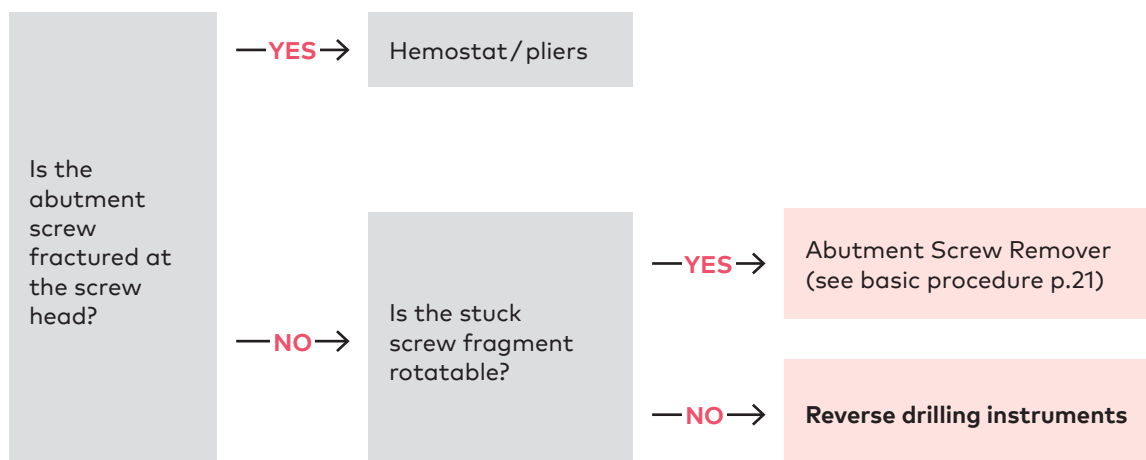 Is the
abutment
screw
fractured at
the screw
head?
YES
Hemostat/pliers
NO
Is the stuck
screw fragment
rotatable?
YES
Abutment Screw Remover
(see basic procedure p.21)
NO
Reverse drilling instruments